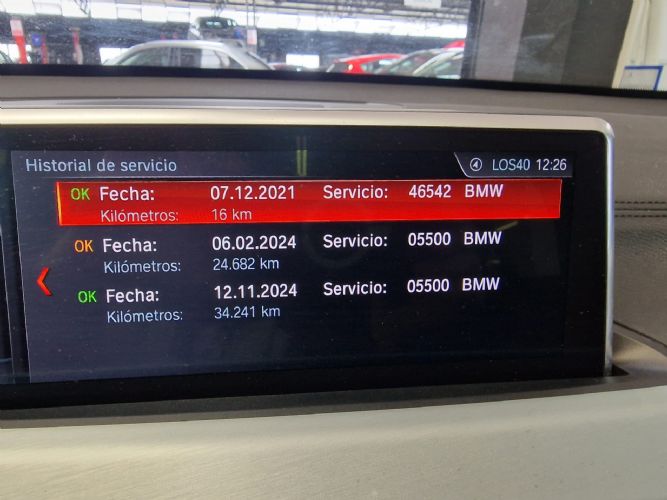 Historial de servicio LOS40 12:26
OK Fecha: 07.12.2021 Servicio: 46542 BMW
Kilómetros: 16 km
OK Fecha: 06.02.2024 Servicio: 05500 BMW
Kilómetros: 24.682 km
OK Fecha: 12.11.2024 Servicio: 05500 BMW
Kilómetros: 34.241 km